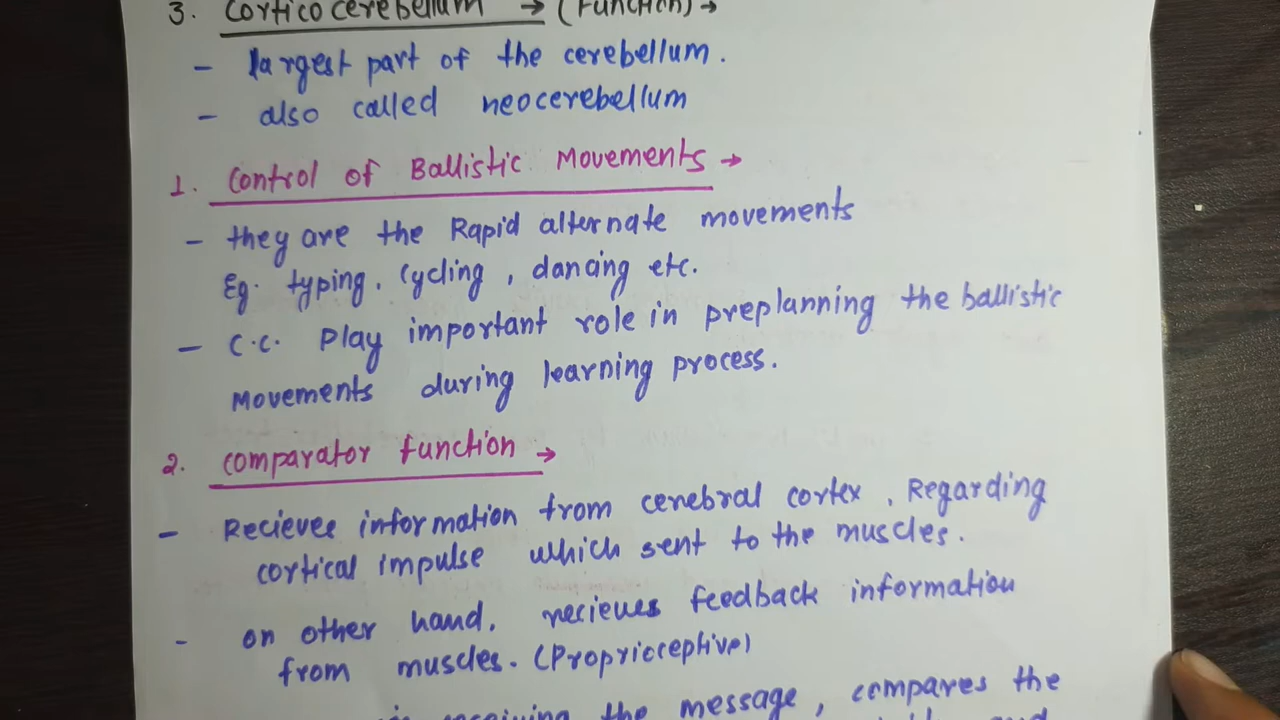 3. Corticocerebellum → (Function) →
- largest part of the cerebellum.
- also called neocerebellum
1. Control of Ballistic Movements →
- they are the Rapid alternate movements
Eg. typing, cycling, dancing etc.
- C.C. Play important role in preplanning the ballistic
Movements during learning process.
2. Comparator function →
- Recieves information from cerebral cortex, Regarding
cortical impulse which sent to the muscles.
- on other hand, recieves feedback information
from muscles. (Proprioceptive)
receiving the message, compares the
and